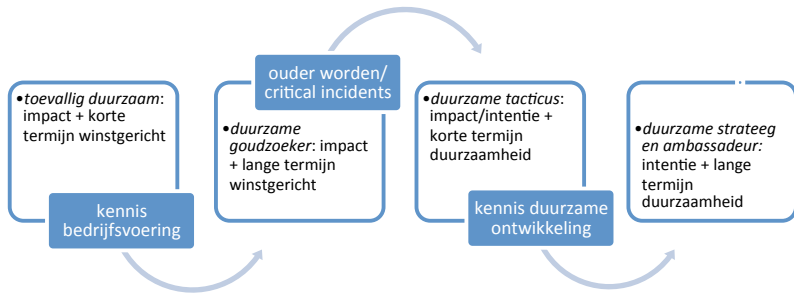 •toevallig duurzaam:
impact + korte
termijn winstgericht
kennis
bedrijfsvoering
ouder worden/
critical incidents
•duurzame
goudzoeker: impact
+ lange termijn
winstgericht
•duurzame tacticus:
impact/intentie +
korte termijn
duurzaamheid
kennis duurzame
ontwikkeling
•duurzame strateeg
en ambassadeur:
intentie + lange
termijn
duurzaamheid